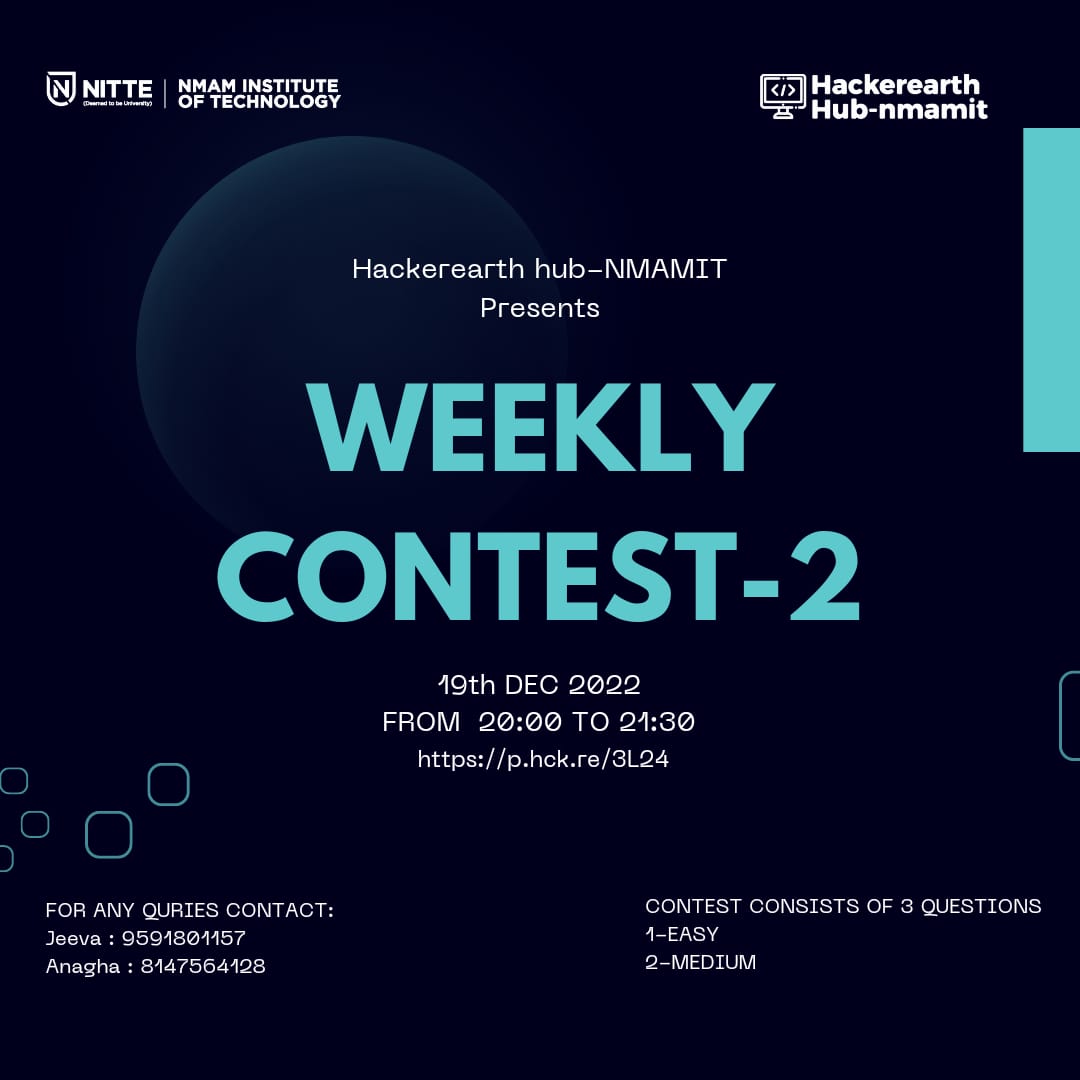 NITTE
(Deemed to be University)
NMAM INSTITUTE
OF TECHNOLOGY
Hackerearth
Hub-nmamit
Hackerearth hub-NMAMIT
Presents
WEEKLY
CONTEST-2
19th DEC 2022
FROM 20:00 TO 21:30
https://p.hck.re/3L24
FOR ANY QURIES CONTACT:
Jeeva : 9591801157
Anagha : 8147564128
CONTEST CONSISTS OF 3 QUESTIONS
1-EASY
2-MEDIUM